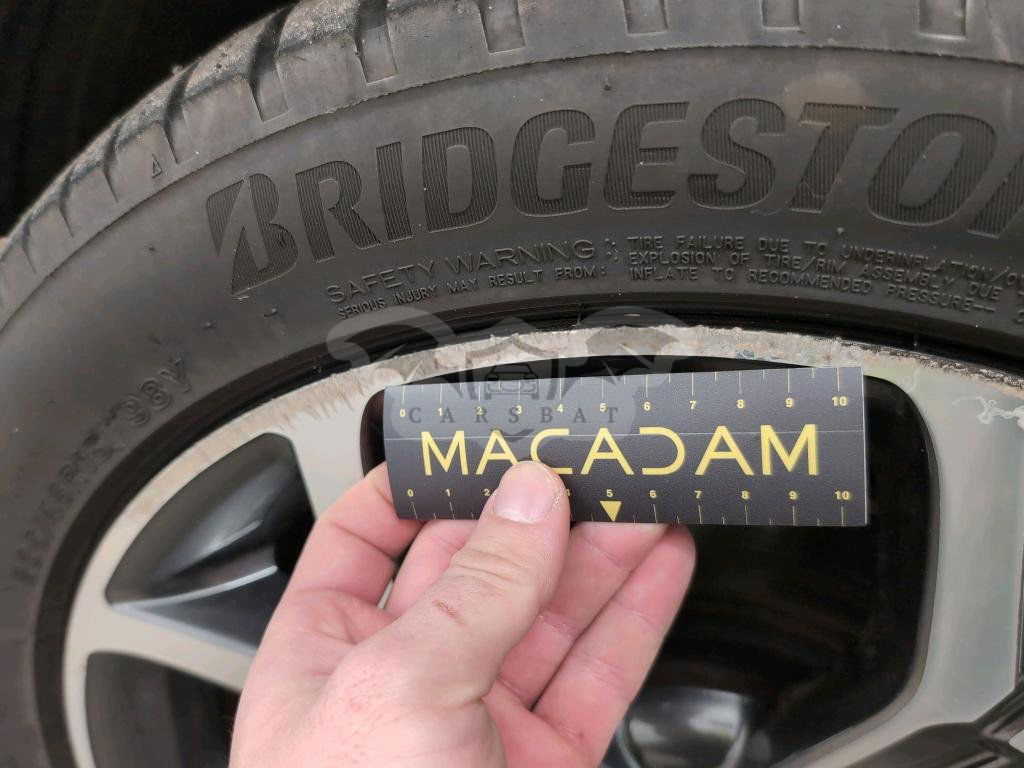 BRIDGESTO
SAFETY WARNING
SERIOUS INJURY MAY RESULT FROM:
TIRE FAILURE DUE TO UNDERINFLATION/
EXPLOSION OF TIRE/RIM ASSEMBLY DUE
INFLATE TO RECOMMENDED PRESSURE—
98V
0 1 2 3 4 5 6 7 8 9 10
CARSBAT
MACADAM
0 1 2 4 5 6 7 8 9 10